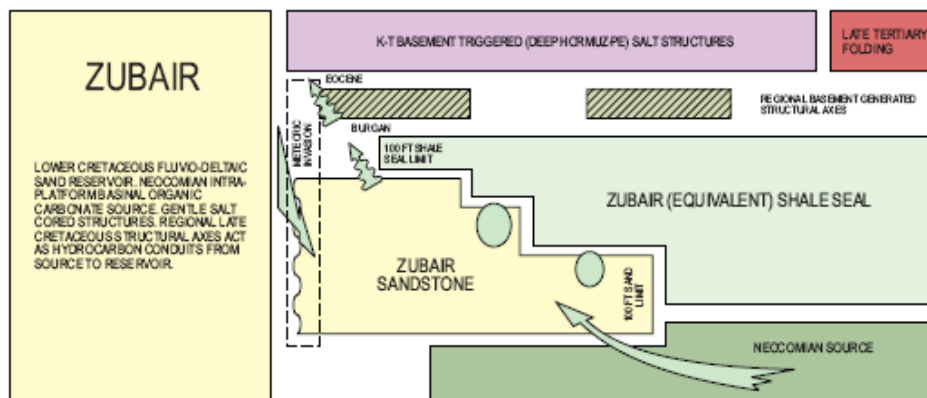 ZUBAIR
LOWER CRETACEOUS FLUVIO-DELTAIC
SAND RESERVOIR. NEOCOMIAN INTRA-
PLATFORM BASINAL ORGANIC
CARBONATE SOURCE. GENTLE SALT
CORED STRUCTURES. REGIONAL LATE
CRETACEOUS STRUCTURAL AXES ACT
AS HYDROCARBON CONDUITS FROM
SOURCE TO RESERVOIR.
K-T BASEMENT TRIGGERED (DEEP HORMUZ-PE) SALT STRUCTURES
LATE TERTIARY
FOLDING
EOCENE
REGIONAL BASEMENT GENERATED
STRUCTURAL AXES
METEORIC
INVASION
BURGAN
100 FT SHALE
SEAL LIMIT
ZUBAIR (EQUIVALENT) SHALE SEAL
ZUBAIR
SANDSTONE
100 FT SAND
LIMIT
NEOCOMIAN SOURCE